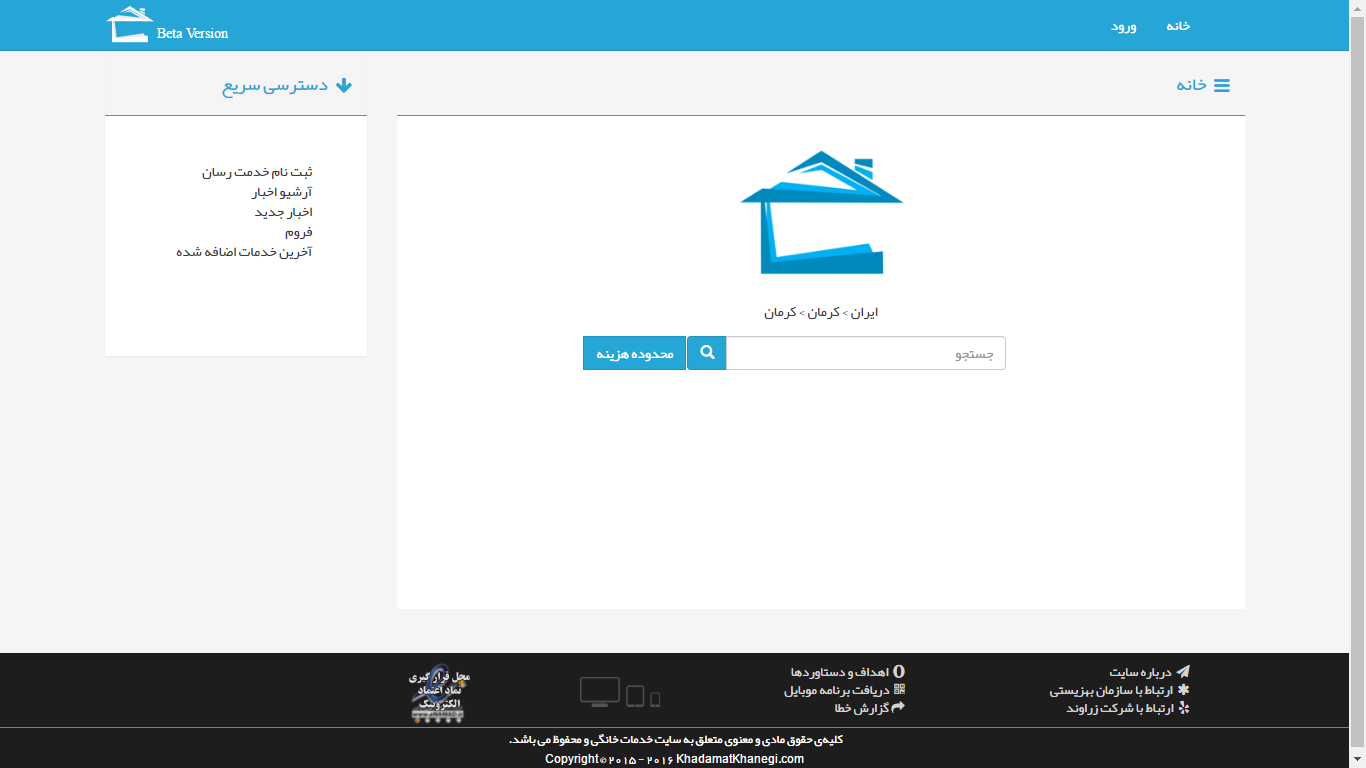 خانه
ورود
Beta Version
خانه
دسترسی سریع
ایران > کرمان > کرمان
جستجو
محدوده هزینه
ثبت نام خدمت رسان
آرشیو اخبار
اخبار جدید
فروم
آخرین خدمات اضافه شده
درباره سایت
ارتباط با سازمان بهزیستی
ارتباط با شرکت زراوند
اهداف و دستاوردها
دریافت برنامه موبایل
گزارش خطا
محل قرارگیری
نماد اعتماد
الکترونیک
کلیه‌ی حقوق مادی و معنوی متعلق به سایت خدمات خانگی و محفوظ می باشد.
Copyright © ۲۰۱۵ - ۲۰۱۶ KhadamatKhanegi.com